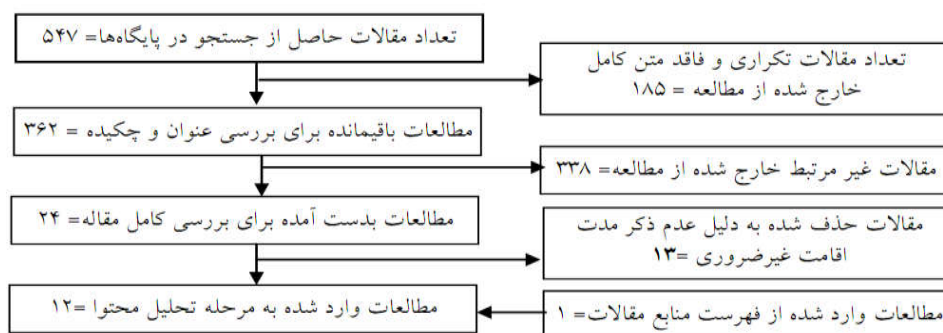 تعداد مقالات حاصل از جستجو در پایگاه‌ها= ۵۴۷
تعداد مقالات تکراری و فاقد متن کامل
خارج شده از مطالعه = ۱۸۵
مطالعات باقیمانده برای بررسی عنوان و چکیده = ۳۶۲
مقالات غیر مرتبط خارج شده از مطالعه= ۳۳۸
مطالعات بدست آمده برای بررسی کامل مقاله= ۲۴
مقالات حذف شده به دلیل عدم ذکر مدت
اقامت غیرضروری =۱۳
مطالعات وارد شده به مرحله تحلیل محتوا =۱۲
مطالعات وارد شده از فهرست منابع مقالات= ۱